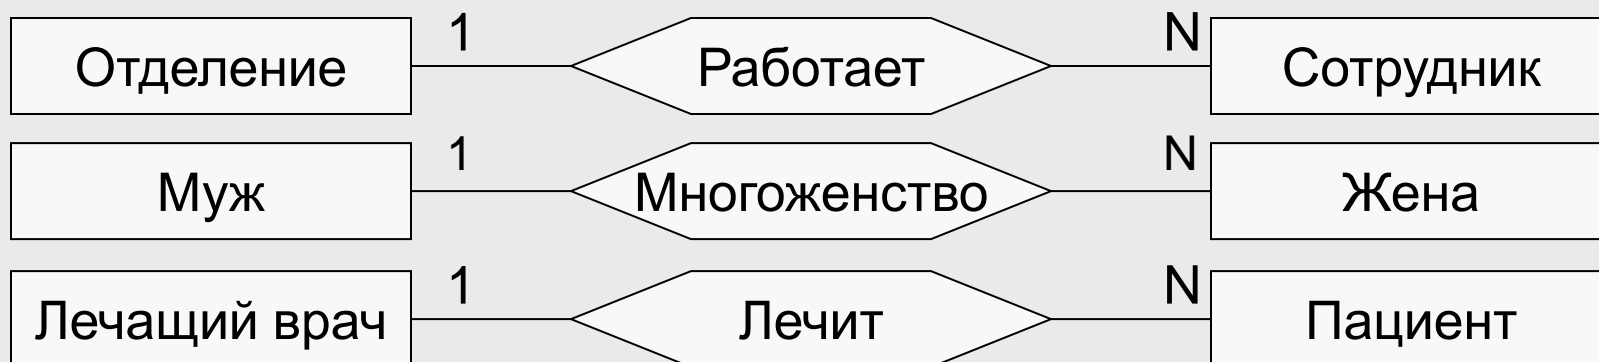 Отделение 1 Работает N Сотрудник
Муж 1 Многоженство N Жена
Лечащий врач 1 Лечит N Пациент